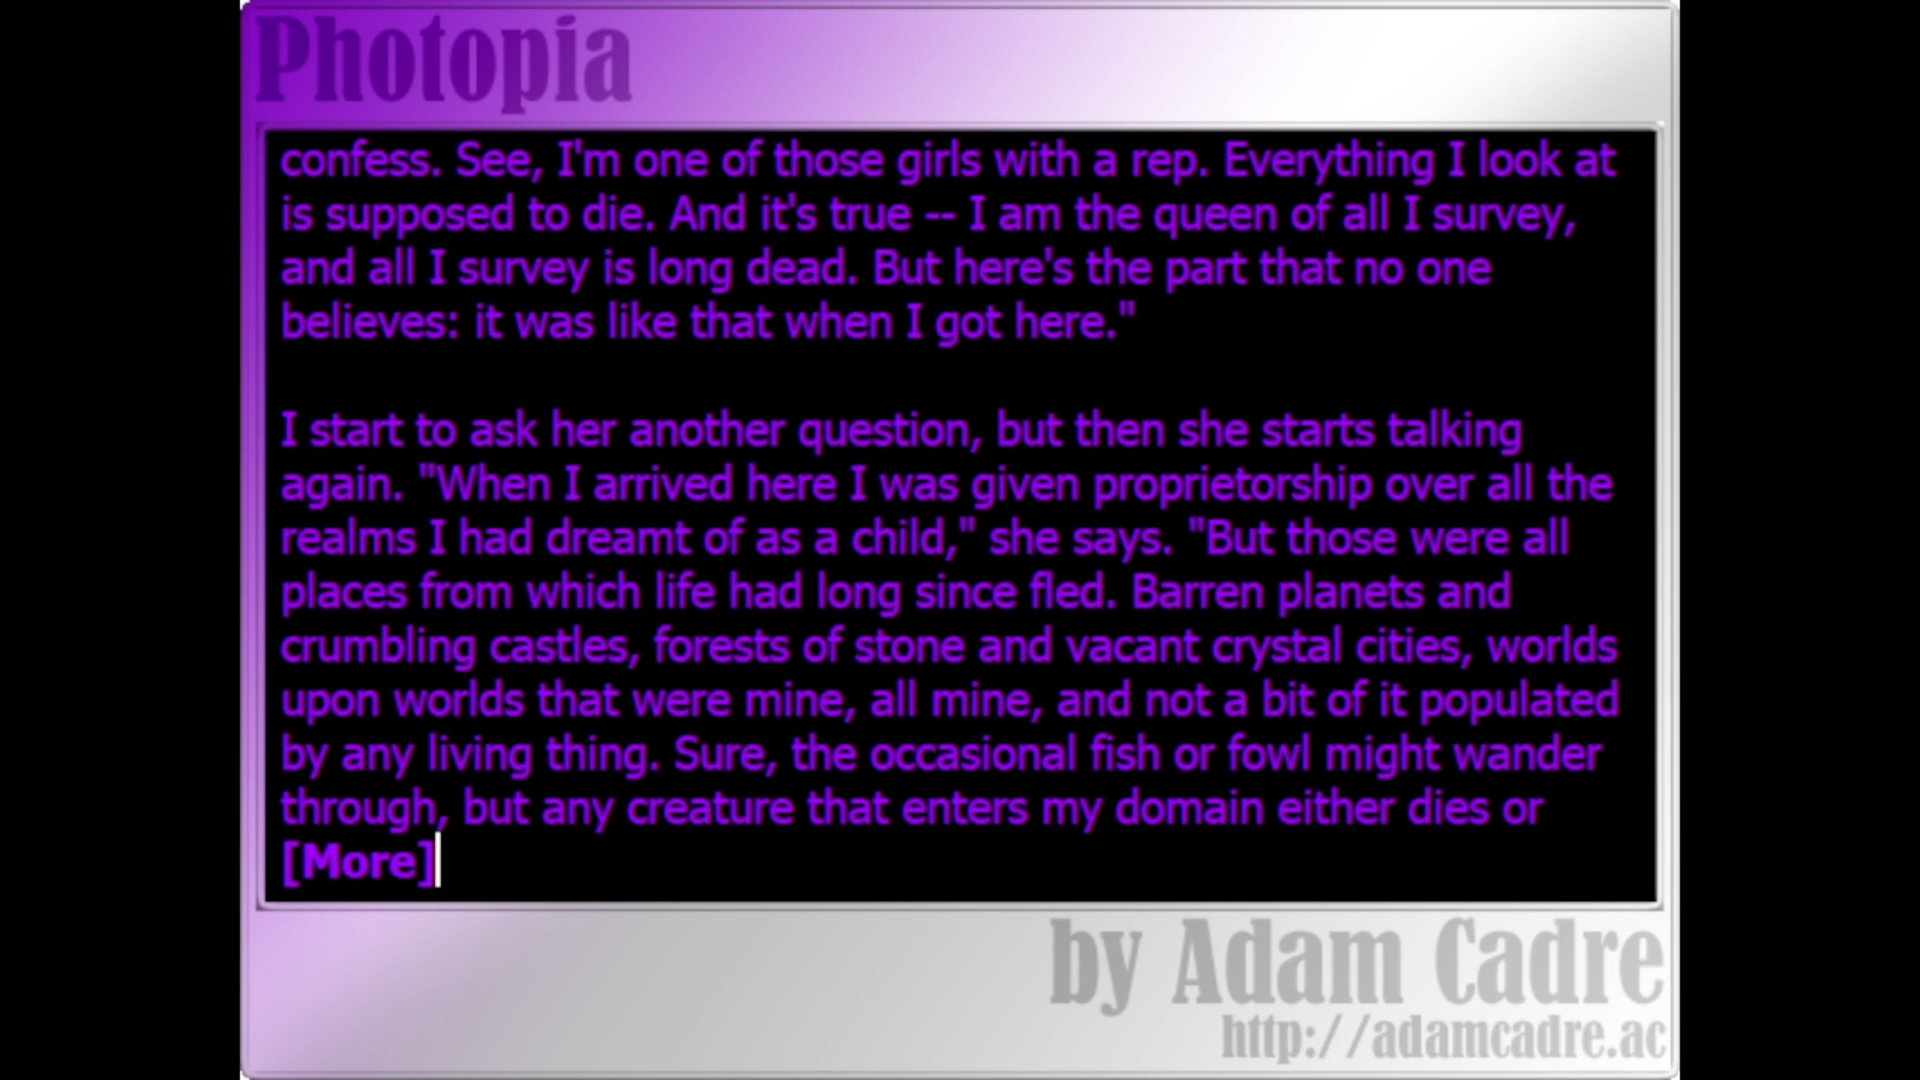 Photopia
confess. See, I'm one of those girls with a rep. Everything I look at
is supposed to die. And it's true -- I am the queen of all I survey,
and all I survey is long dead. But here's the part that no one
believes: it was like that when I got here."
I start to ask her another question, but then she starts talking
again. "When I arrived here I was given proprietorship over all the
realms I had dreamt of as a child," she says. "But those were all
places from which life had long since fled. Barren planets and
crumbling castles, forests of stone and vacant crystal cities, worlds
upon worlds that were mine, all mine, and not a bit of it populated
by any living thing. Sure, the occasional fish or fowl might wander
through, but any creature that enters my domain either dies or
[More]
by Adam Cadre
http://adamcadre.ac